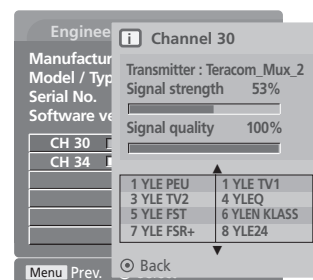 Enginee
Manufactur
Model / Typ
Serial No.
Software ve
CH 30
CH 34
Menu Prev.
i Channel 30
Transmitter : Teracom_Mux_2
Signal strength 53%
Signal quality 100%
1 YLE PEU 1 YLE TV1
3 YLE TV2 4 YLEQ
5 YLE FST 6 YLEN KLASS
7 YLE FSR+ 8 YLE24
Back